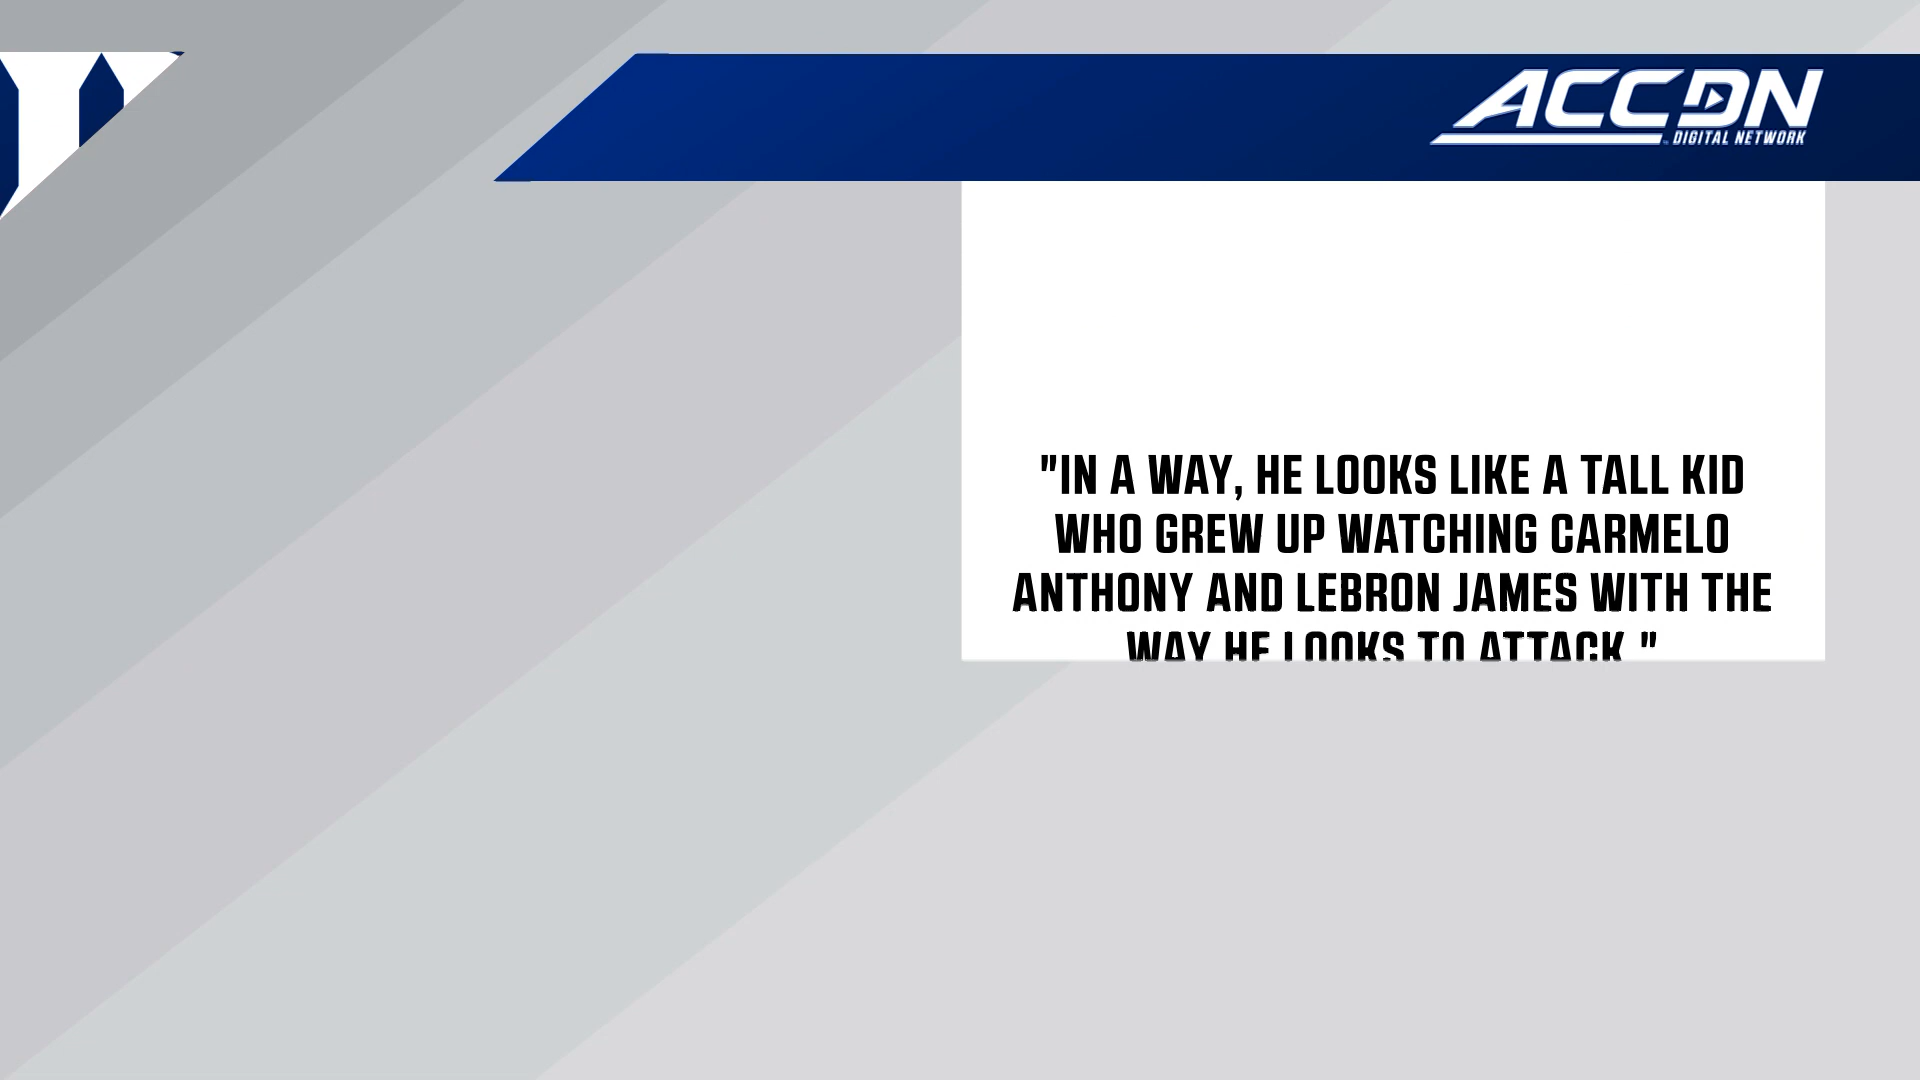 ACCDN
DIGITAL NETWORK
"IN A WAY, HE LOOKS LIKE A TALL KID
WHO GREW UP WATCHING CARMELO
ANTHONY AND LEBRON JAMES WITH THE
WAY HE LOOKS TO ATTACK."